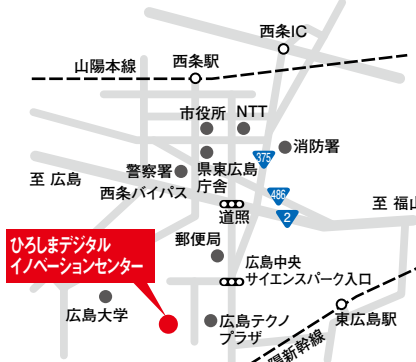 西条IC
山陽本線
西条駅
市役所
NTT
消防署
375
県東広島
庁舎
警察署
至 広島
西条バイパス
486
2
至 福山
道照
ひろしまデジタル
イノベーションセンター
郵便局
広島中央
サイエンスパーク入口
広島大学
広島テクノ
プラザ
東広島駅
陽新幹線